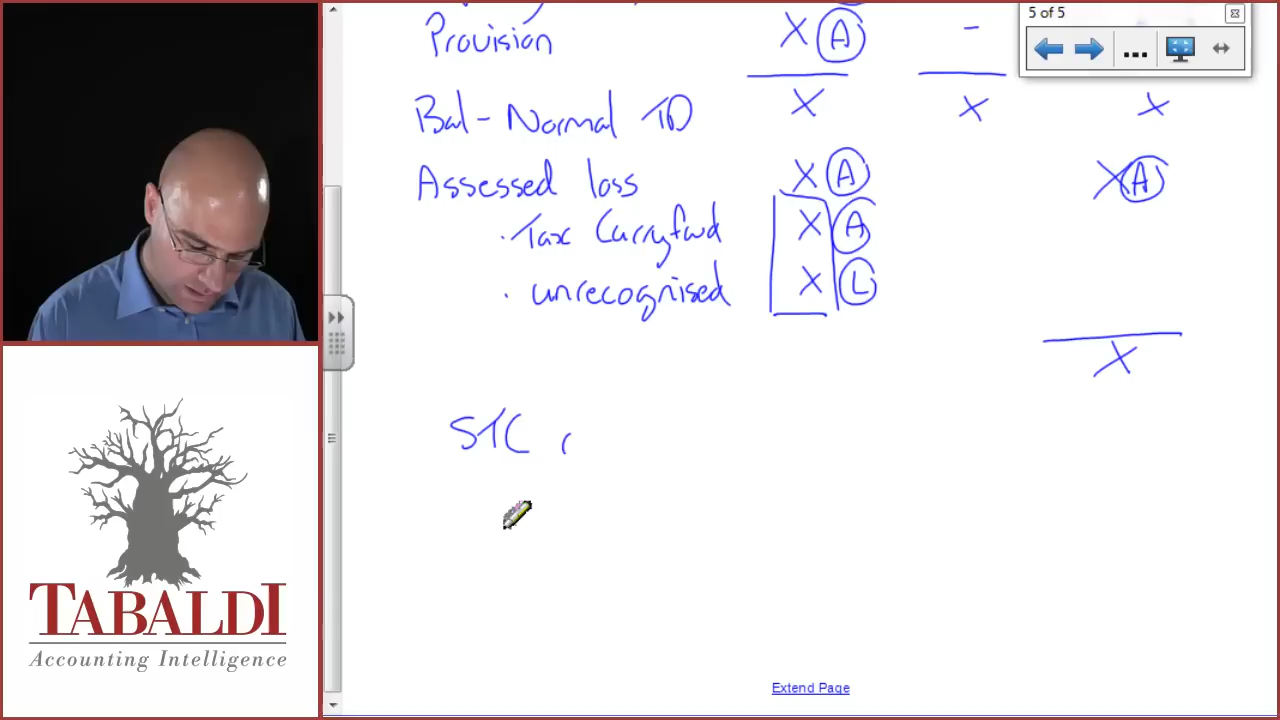 5 of 5
Provision X A -
Bal - Normal TD X X X
Assessed loss X A X A
· Tax Carryfwd X A
· unrecognised X L
X
STC (
TABALDI
Accounting Intelligence
Extend Page